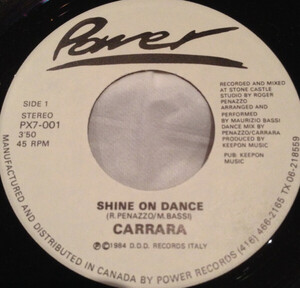 Power
SIDE 1
STEREO
PX7-001
3'50
45 RPM
RECORDED AND MIXED
AT STONE CASTLE
STUDIO BY ROGER
PENAZZO
ARRANGED AND
PERFORMED
BY MAURIZIO BASSI
DANCE MIX BY
PENAZZO/CARRARA
PRODUCED BY
KEEPON MUSIC
PUB: KEEPON
MUSIC
SHINE ON DANCE
(R.PENAZZO/M.BASSI)
CARRARA
℗©1984 D.D.D. RECORDS ITALY
MANUFACTURED AND DISTRIBUTED IN CANADA BY POWER RECORDS (416) 466-2165 TX 06-218559